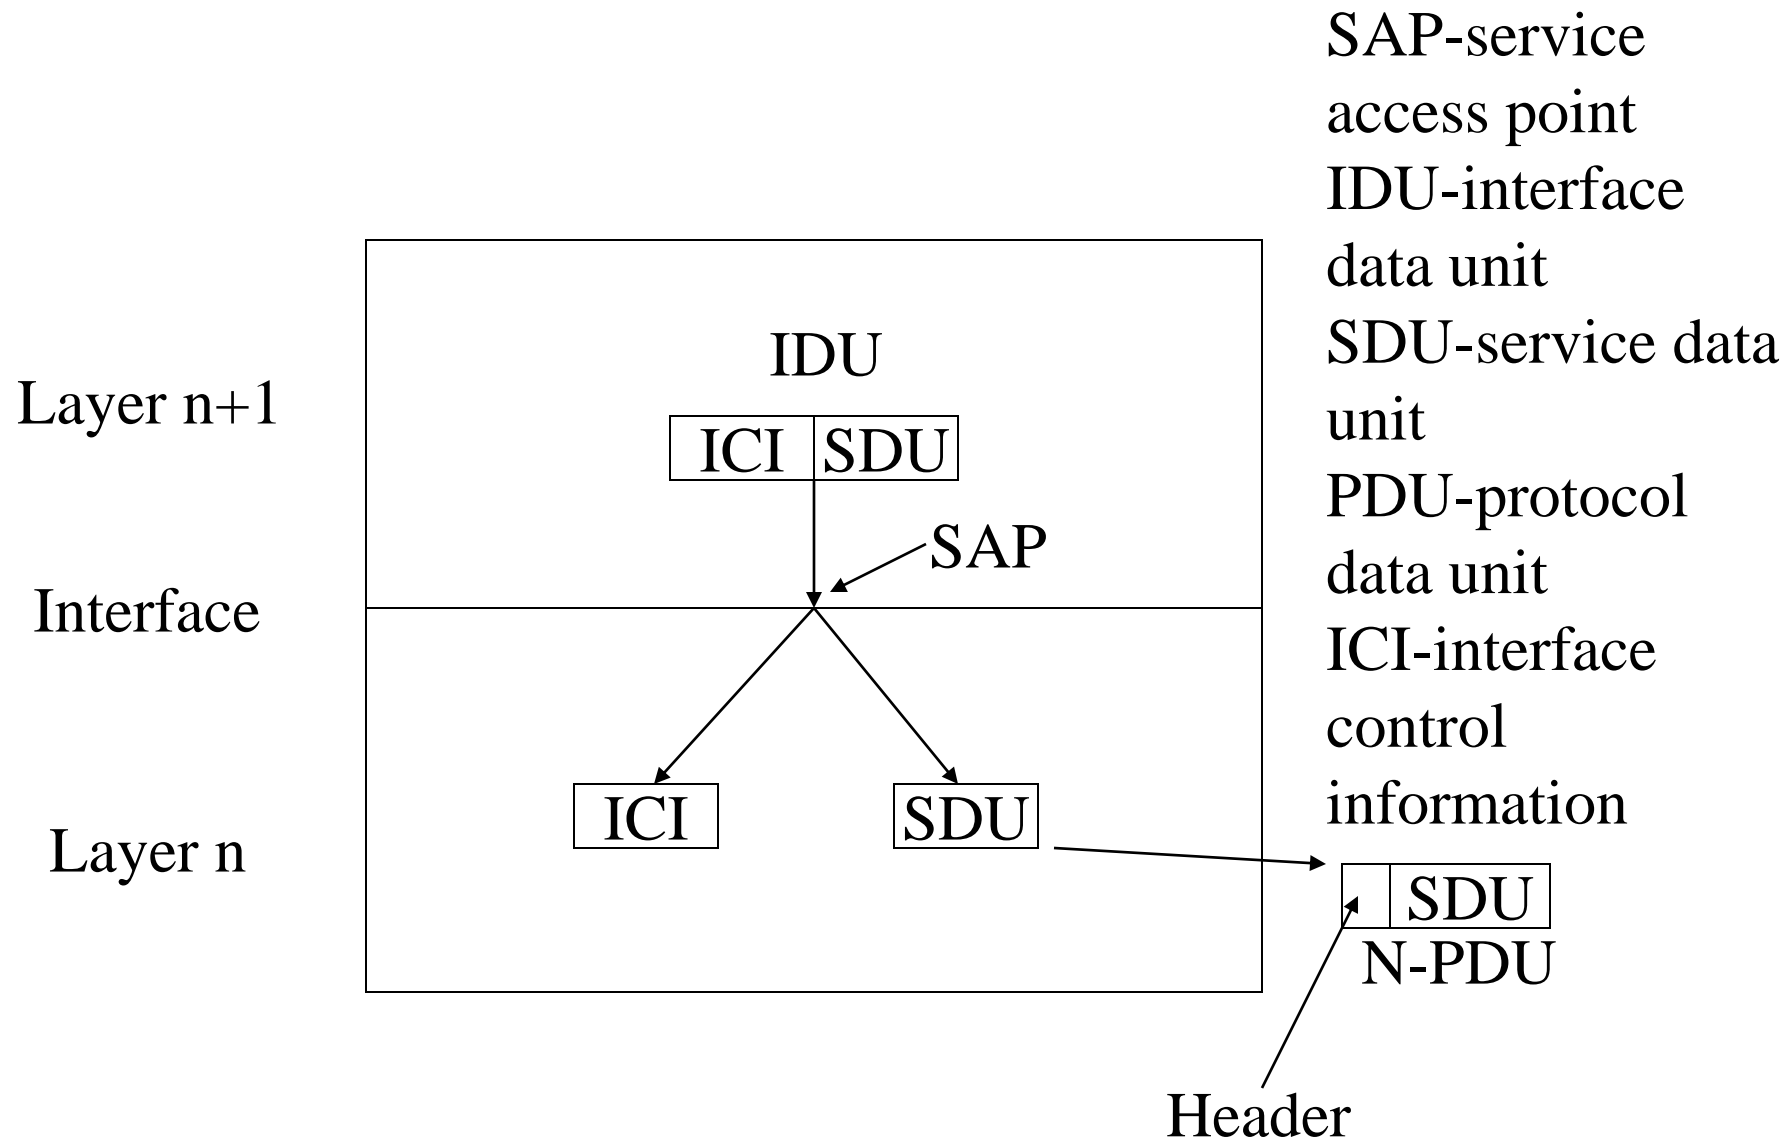 SAP-service
access point
IDU-interface
data unit
SDU-service data
unit
PDU-protocol
data unit
ICI-interface
control
information
IDU
Layer n+1
ICI SDU
SAP
Interface
Layer n
ICI
SDU
SDU
N-PDU
Header